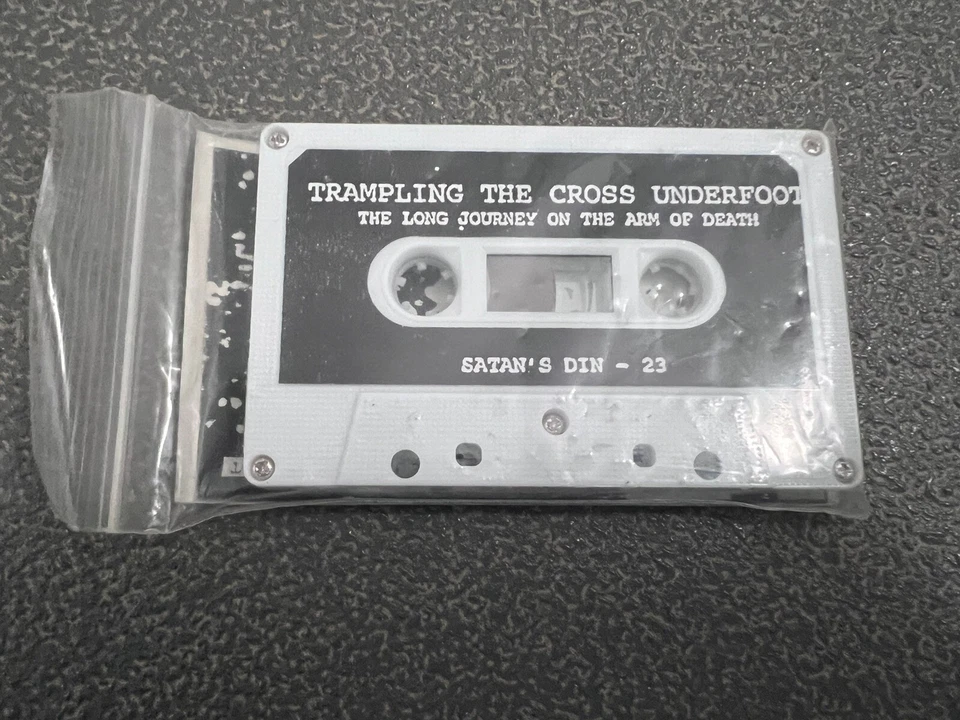 TRAMPLING THE CROSS UNDERFOOT
THE LONG JOURNEY ON THE ARM OF DEATH
SATAN'S DIN - 23